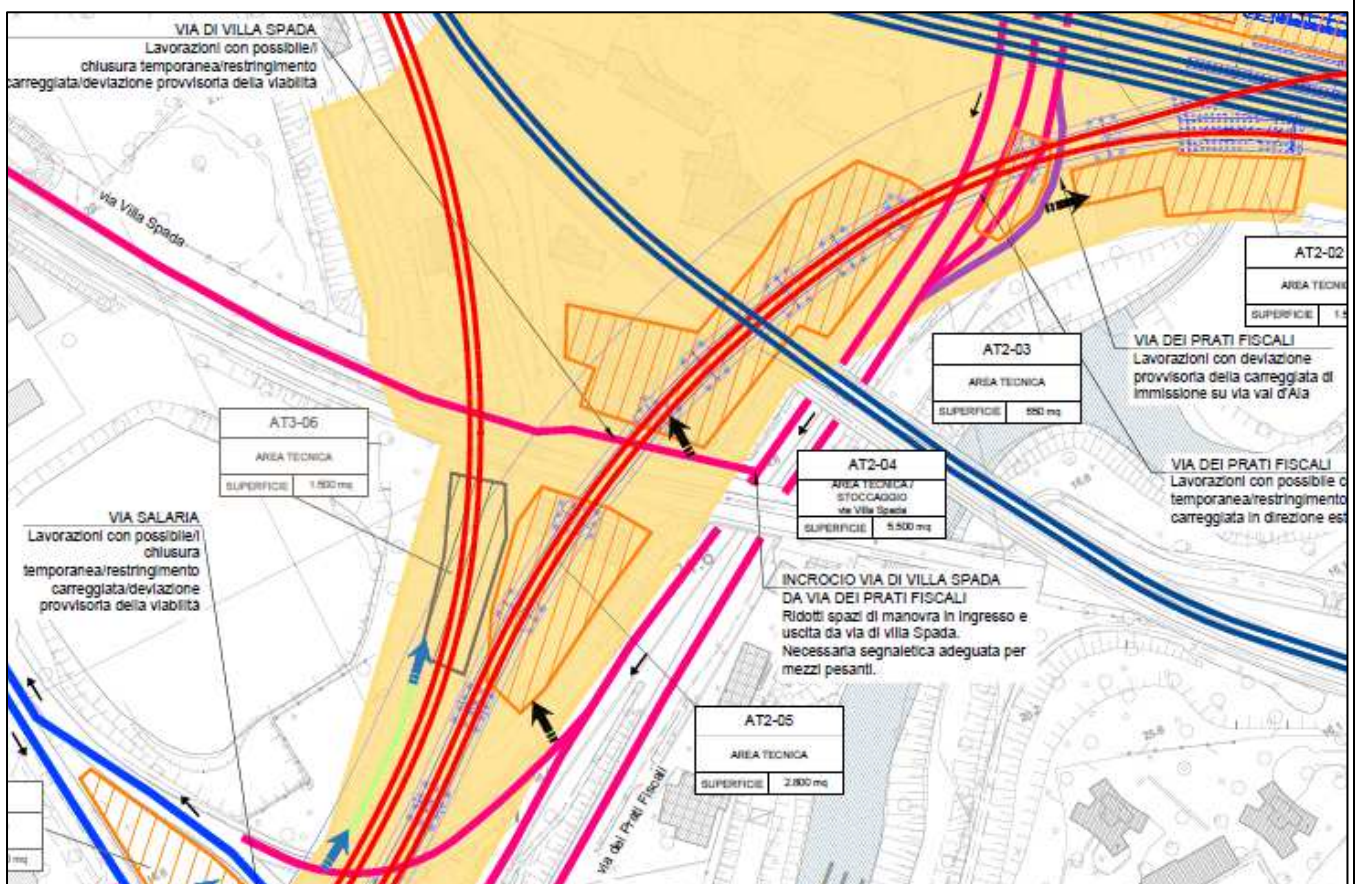 VIA DI VILLA SPADA
Lavorazioni con possibile/i
chiusura temporanea/restringimento
carreggiata/deviazione provvisoria della viabilità
via Villa Spada
AT2-02
AREA TECNIC
SUPERFICIE
VIA DEI PRATI FISCALI
Lavorazioni con deviazione
provvisoria della carreggiata di
immissione su via val d'Ala
AT2-03
AREA TECNICA
SUPERFICIE 550 mq
AT3-06
AREA TECNICA
SUPERFICIE 1.500 mq
AT2-04
AREA TECNICA /
STOCCAGGIO
via Villa Spada
SUPERFICIE 5.500 mq
VIA DEI PRATI FISCALI
Lavorazioni con possibile c
temporanea/restringimento
carreggiata in direzione est
VIA SALARIA
Lavorazioni con possibile/i
chiusura
temporanea/restringimento
carreggiata/deviazione
provvisoria della viabilità
INCROCIO VIA DI VILLA SPADA
DA VIA DEI PRATI FISCALI
Ridotti spazi di manovra in ingresso e
uscita da via di villa Spada.
Necessaria segnaletica adeguata per
mezzi pesanti.
AT2-05
AREA TECNICA
SUPERFICIE 2.800 mq
via dei Prati Fiscali